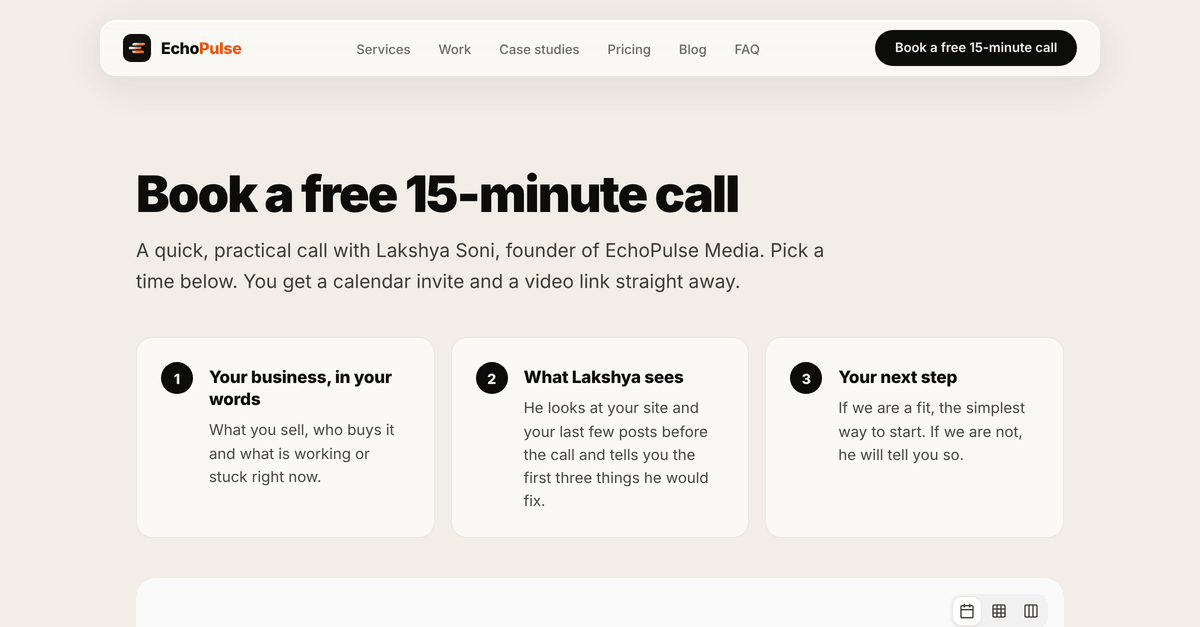 EchoPulse
Services
Work
Case studies
Pricing
Blog
FAQ
Book a free 15-minute call
Book a free 15-minute call
A quick, practical call with Lakshya Soni, founder of EchoPulse Media. Pick a
time below. You get a calendar invite and a video link straight away.
1
Your business, in your
words
What you sell, who buys it
and what is working or
stuck right now.
2
What Lakshya sees
He looks at your site and
your last few posts before
the call and tells you the
first three things he would
fix.
3
Your next step
If we are a fit, the simplest
way to start. If we are not,
he will tell you so.